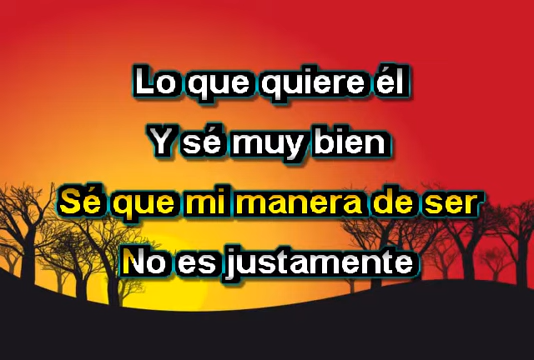 Lo que quiere él
Y sé muy bien
Sé que mi manera de ser
No es justamente